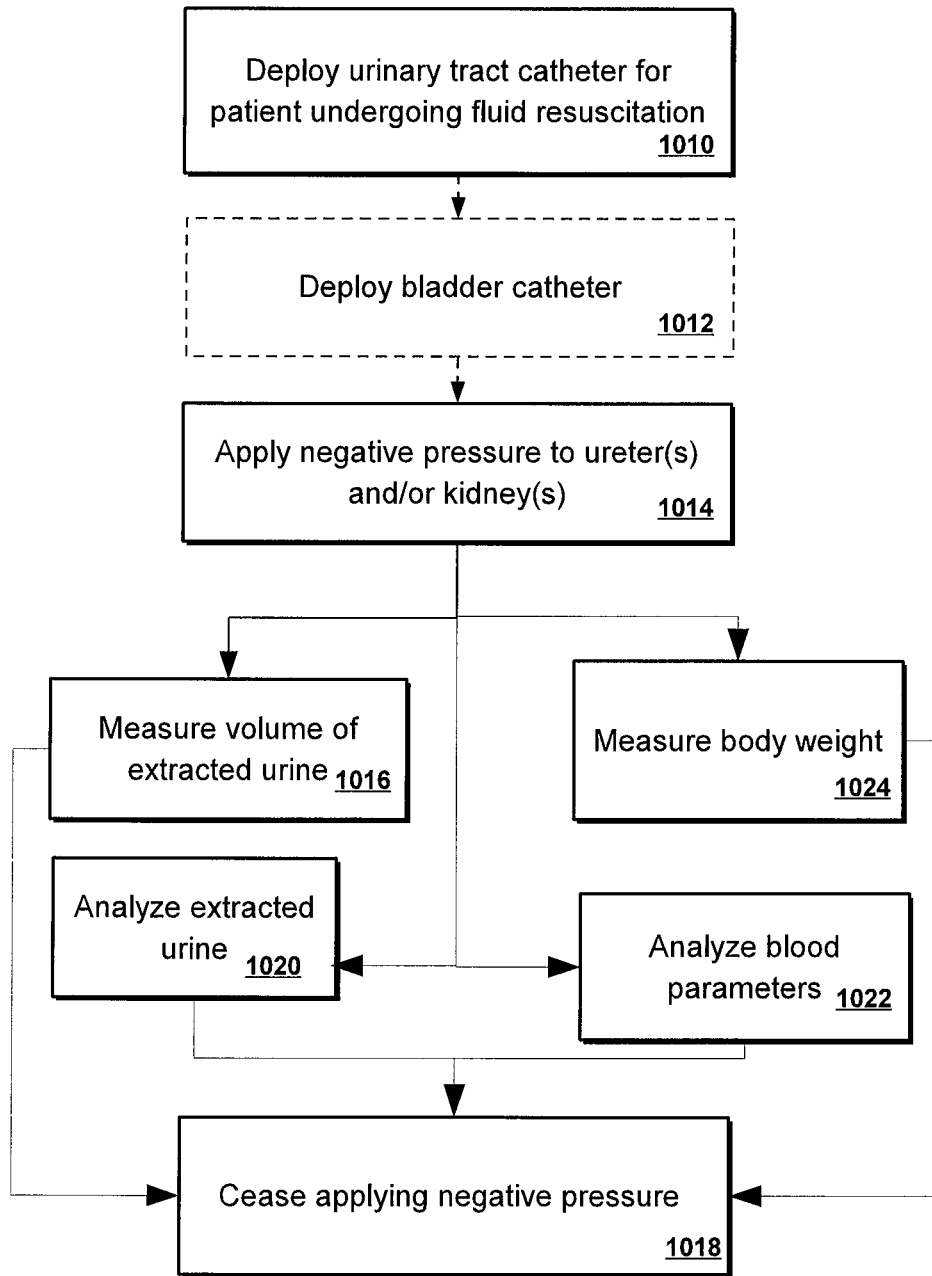 Deploy urinary tract catheter for
patient undergoing fluid resuscitation
1010
Deploy bladder catheter
1012
Apply negative pressure to ureter(s)
and/or kidney(s)
1014
Measure volume of
extracted urine 1016
Measure body weight
1024
Analyze extracted
urine 1020
Analyze blood
parameters 1022
Cease applying negative pressure
1018